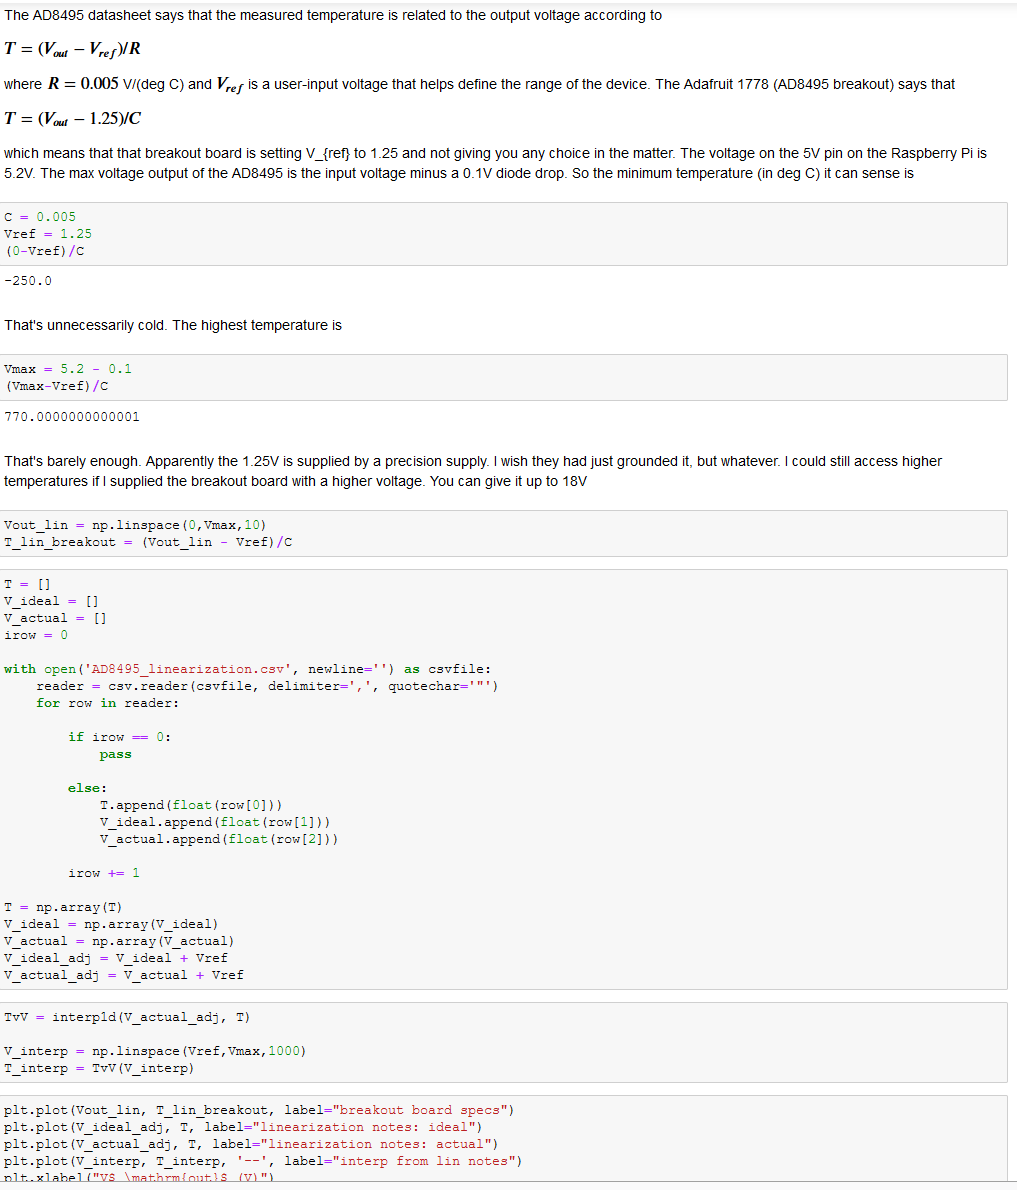 The AD8495 datasheet says that the measured temperature is related to the output voltage according to
T = (Vout − Vref)/R
where R = 0.005 V/(deg C) and Vref is a user-input voltage that helps define the range of the device. The Adafruit 1778 (AD8495 breakout) says that
T = (Vout − 1.25)/C
which means that that breakout board is setting V_{ref} to 1.25 and not giving you any choice in the matter. The voltage on the 5V pin on the Raspberry Pi is
5.2V. The max voltage output of the AD8495 is the input voltage minus a 0.1V diode drop. So the minimum temperature (in deg C) it can sense is
C = 0.005
Vref = 1.25
(0-Vref)/C
-250.0
That's unnecessarily cold. The highest temperature is
Vmax = 5.2 - 0.1
(Vmax-Vref)/C
770.0000000000001
That's barely enough. Apparently the 1.25V is supplied by a precision supply. I wish they had just grounded it, but whatever. I could still access higher
temperatures if I supplied the breakout board with a higher voltage. You can give it up to 18V
Vout_lin = np.linspace(0,Vmax,10)
T_lin_breakout = (Vout_lin - Vref)/C
T = []
V_ideal = []
V_actual = []
irow = 0
with open('AD8495_linearization.csv', newline='') as csvfile:
    reader = csv.reader(csvfile, delimiter=',', quotechar='"')
    for row in reader:
        if irow == 0:
            pass
        else:
            T.append(float(row[0]))
            V_ideal.append(float(row[1]))
            V_actual.append(float(row[2]))
        irow += 1
T = np.array(T)
V_ideal = np.array(V_ideal)
V_actual = np.array(V_actual)
V_ideal_adj = V_ideal + Vref
V_actual_adj = V_actual + Vref
TvV = interp1d(V_actual_adj, T)
V_interp = np.linspace(Vref,Vmax,1000)
T_interp = TvV(V_interp)
plt.plot(Vout_lin, T_lin_breakout, label="breakout board specs")
plt.plot(V_ideal_adj, T, label="linearization notes: ideal")
plt.plot(V_actual_adj, T, label="linearization notes: actual")
plt.plot(V_interp, T_interp, '--', label="interp from lin notes")
plt.xlabel("V$_\mathrm{out}$ (V)")